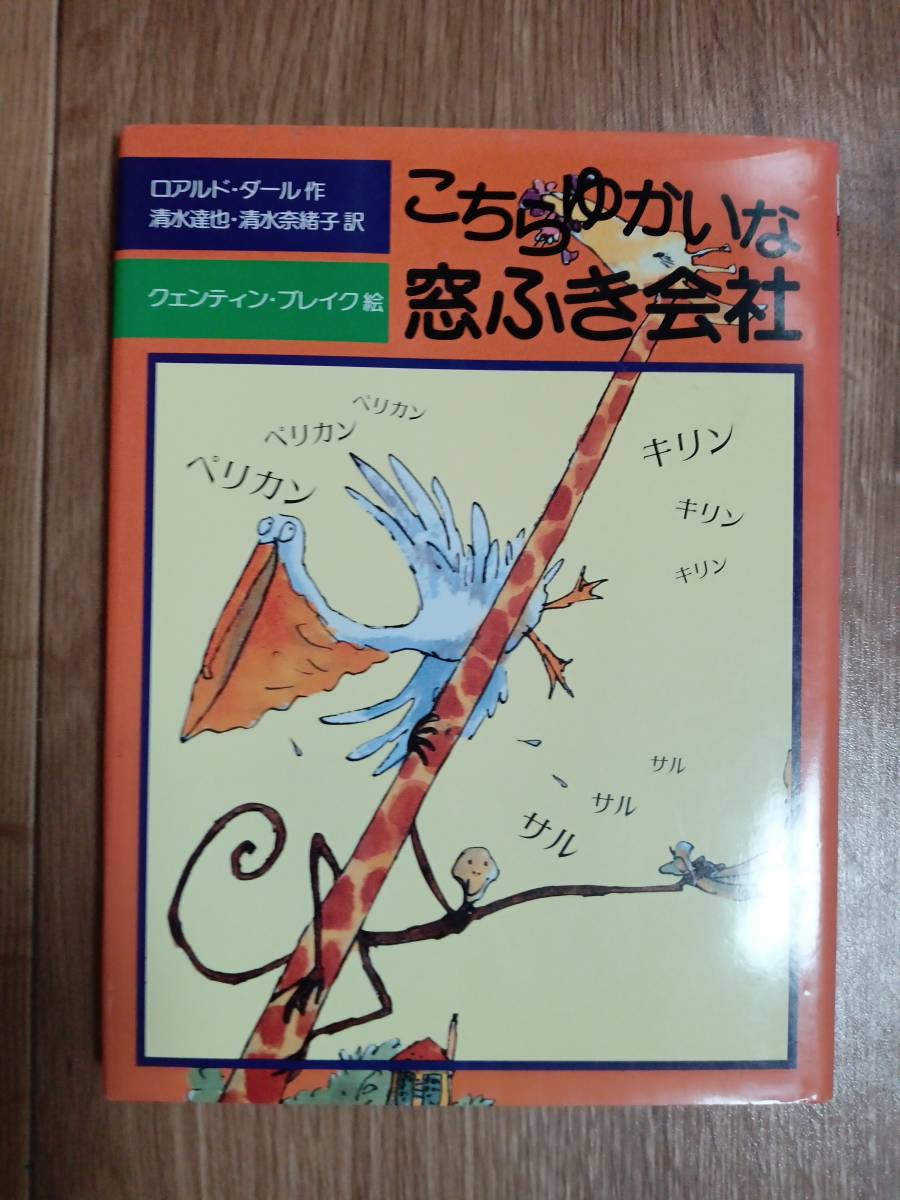 ロアルド・ダール 作
清水達也・清水奈緒子 訳
クェンティン・ブレイク 絵
こちらゆかいな
窓ふき会社
ペリカン
ペリカン
ペリカン
キリン
キリン
キリン
サル
サル
サル